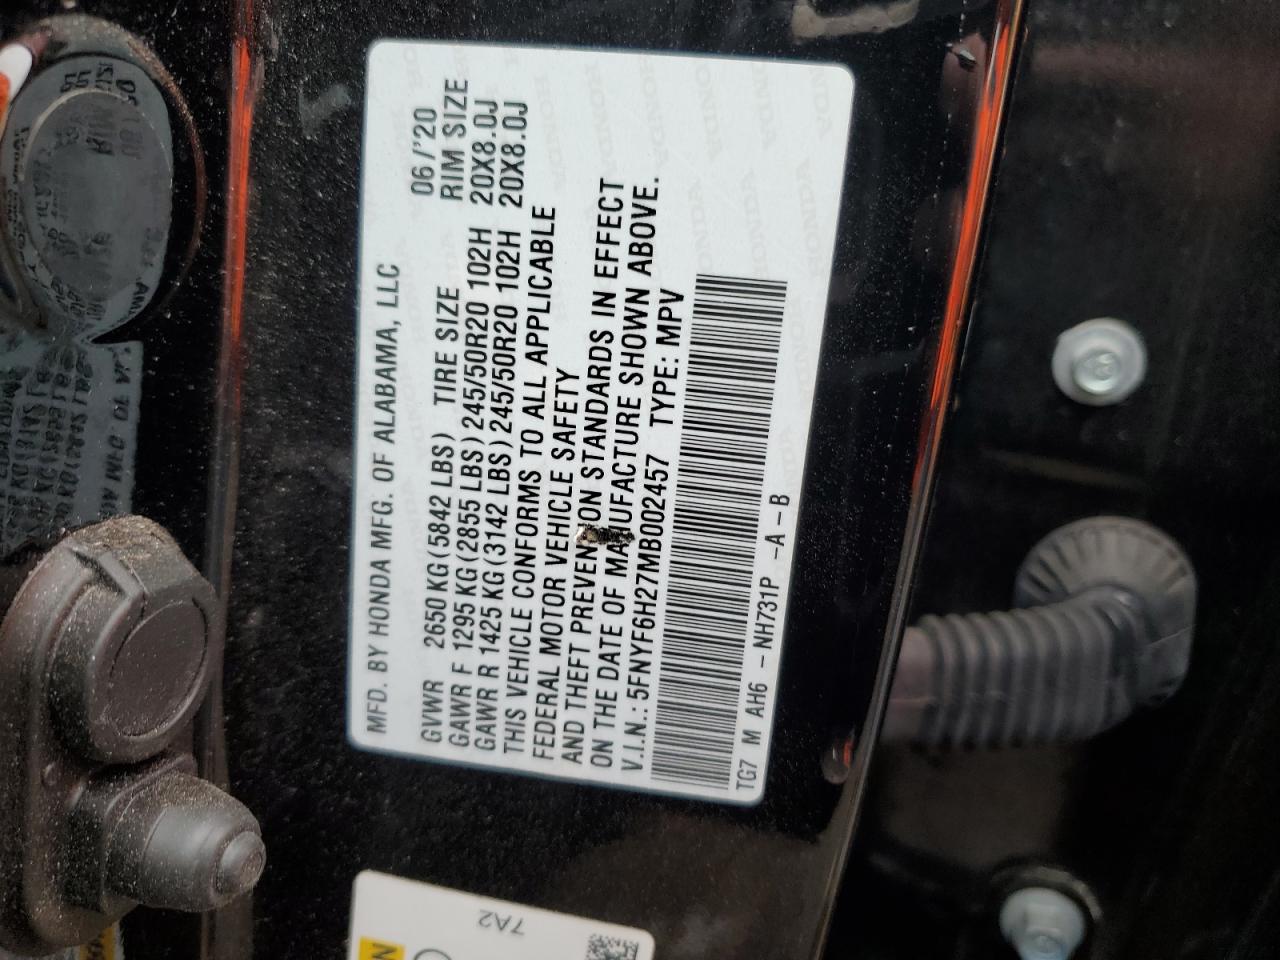 MFD. BY HONDA MFG. OF ALABAMA, LLC 06/'20
GVWR 2650 KG(5842 LBS) TIRE SIZE RIM SIZE
GAWR F 1295 KG(2855 LBS) 245/50R20 102H 20X8.0J
GAWR R 1425 KG(3142 LBS) 245/50R20 102H 20X8.0J
THIS VEHICLE CONFORMS TO ALL APPLICABLE
FEDERAL MOTOR VEHICLE SAFETY
AND THEFT PREVENTION STANDARDS IN EFFECT
ON THE DATE OF MANUFACTURE SHOWN ABOVE.
V.I.N.: 5FNYF6H27MB002457 TYPE: MPV
TG7 M AH6 - NH731P -A-B
7A2